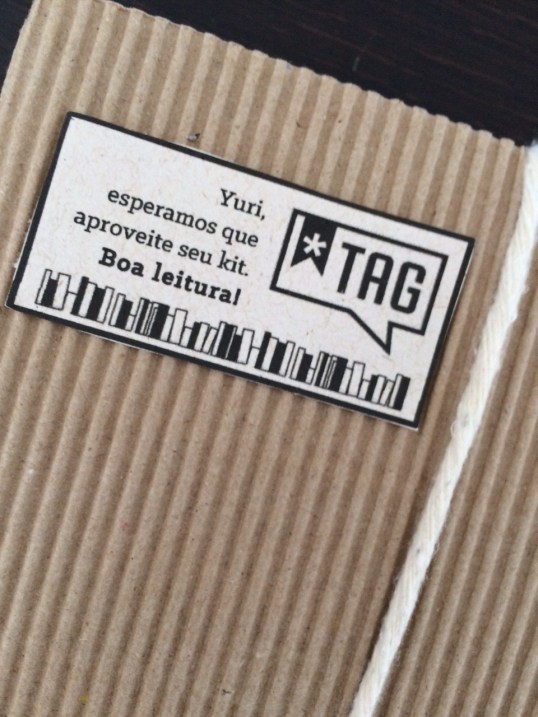 Yuri,
esperamos que
aproveite seu kit.
Boa leitura!
* TAG